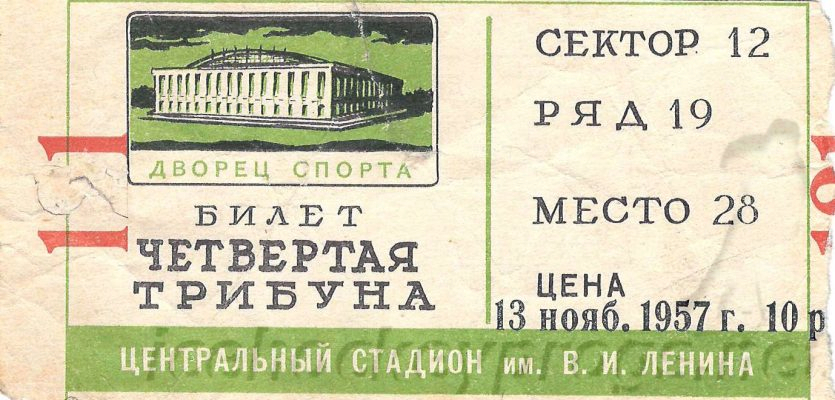 СЕКТОР 12
РЯД 19
МЕСТО 28
ЦЕНА
13 нояб. 1957 г. 10 р
ДВОРЕЦ СПОРТА
БИЛЕТ
ЧЕТВЕРТАЯ
ТРИБУНА
ЦЕНТРАЛЬНЫЙ СТАДИОН им. В. И. ЛЕНИНА